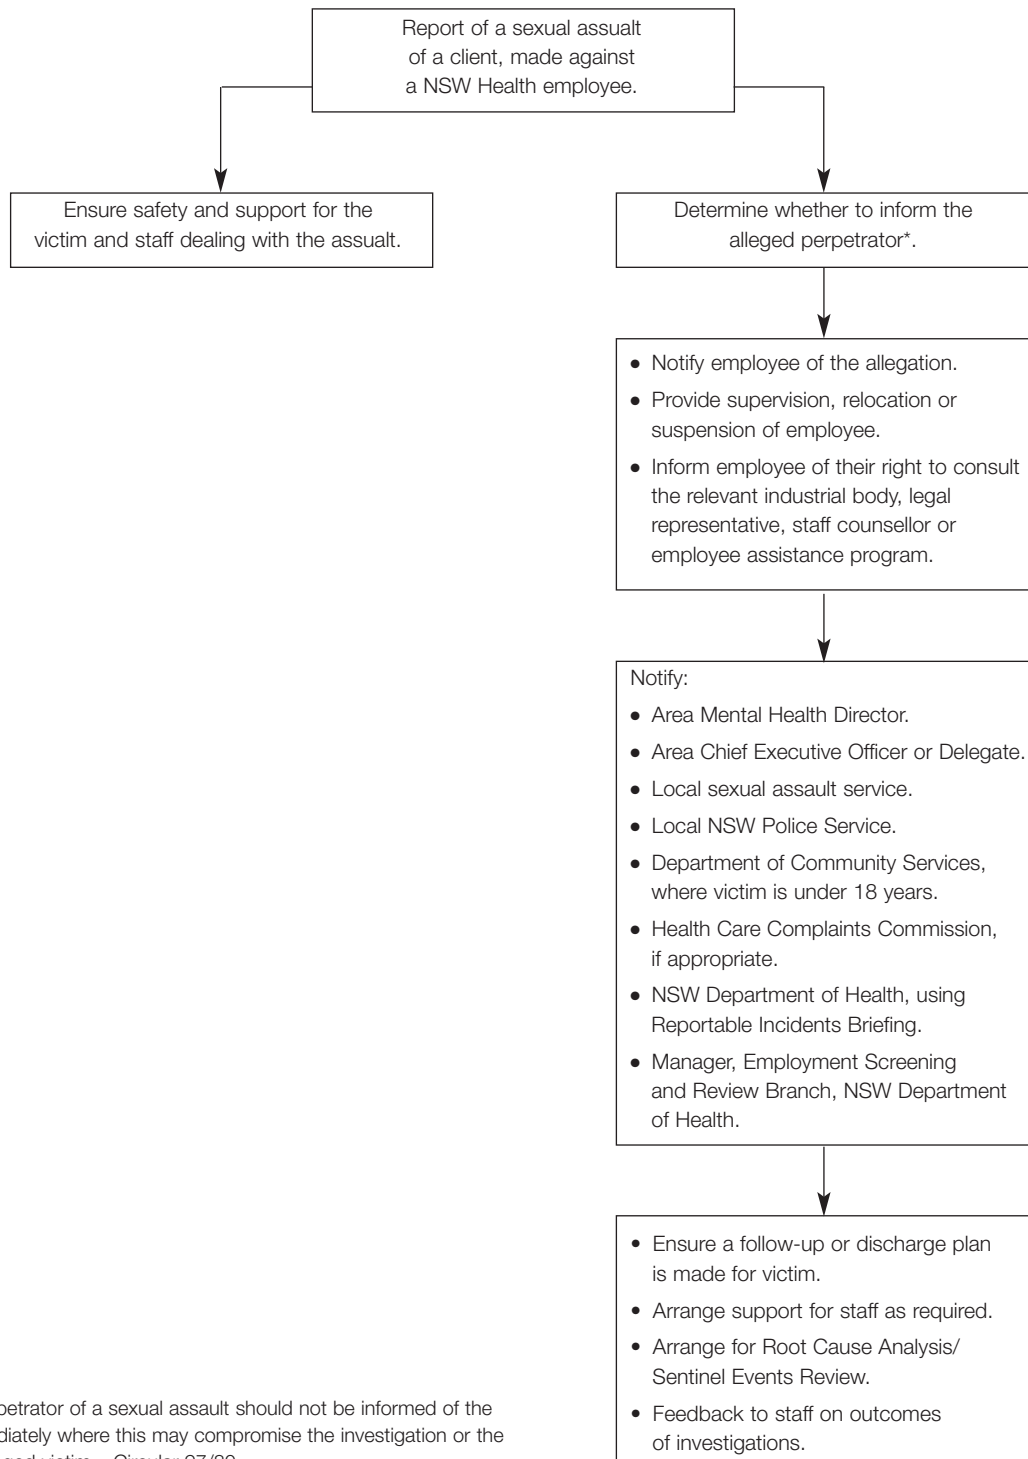 Report of a sexual assualt
of a client, made against
a NSW Health employee.
Ensure safety and support for the
victim and staff dealing with the assualt.
Determine whether to inform the
alleged perpetrator*.
• Notify employee of the allegation.
• Provide supervision, relocation or
suspension of employee.
• Inform employee of their right to consult
the relevant industrial body, legal
representative, staff counsellor or
employee assistance program.
Notify:
• Area Mental Health Director.
• Area Chief Executive Officer or Delegate.
• Local sexual assault service.
• Local NSW Police Service.
• Department of Community Services,
where victim is under 18 years.
• Health Care Complaints Commission,
if appropriate.
• NSW Department of Health, using
Reportable Incidents Briefing.
• Manager, Employment Screening
and Review Branch, NSW Department
of Health.
• Ensure a follow-up or discharge plan
is made for victim.
• Arrange support for staff as required.
• Arrange for Root Cause Analysis/
Sentinel Events Review.
• Feedback to staff on outcomes
of investigations.
petrator of a sexual assault should not be informed of the
diately where this may compromise the investigation or the